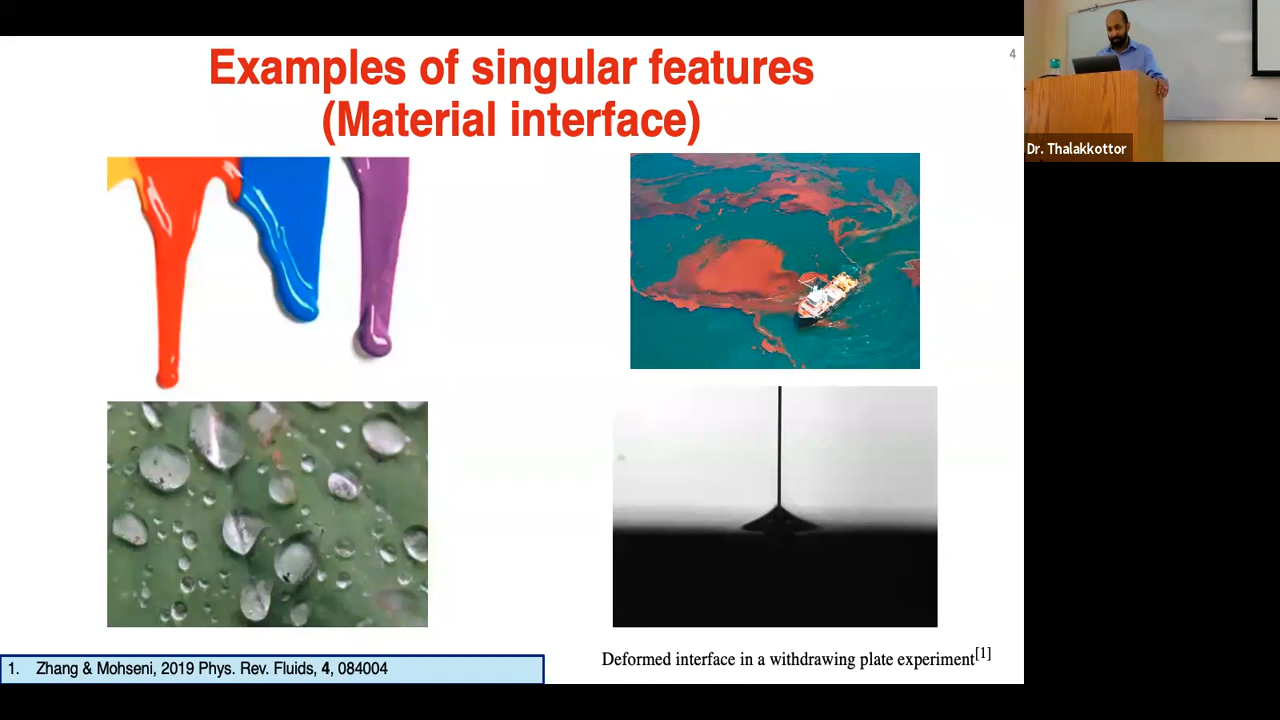 Examples of singular features
(Material interface)
4
Dr. Thalakkottor
Deformed interface in a withdrawing plate experiment[1]
1. Zhang & Mohseni, 2019 Phys. Rev. Fluids, 4, 084004